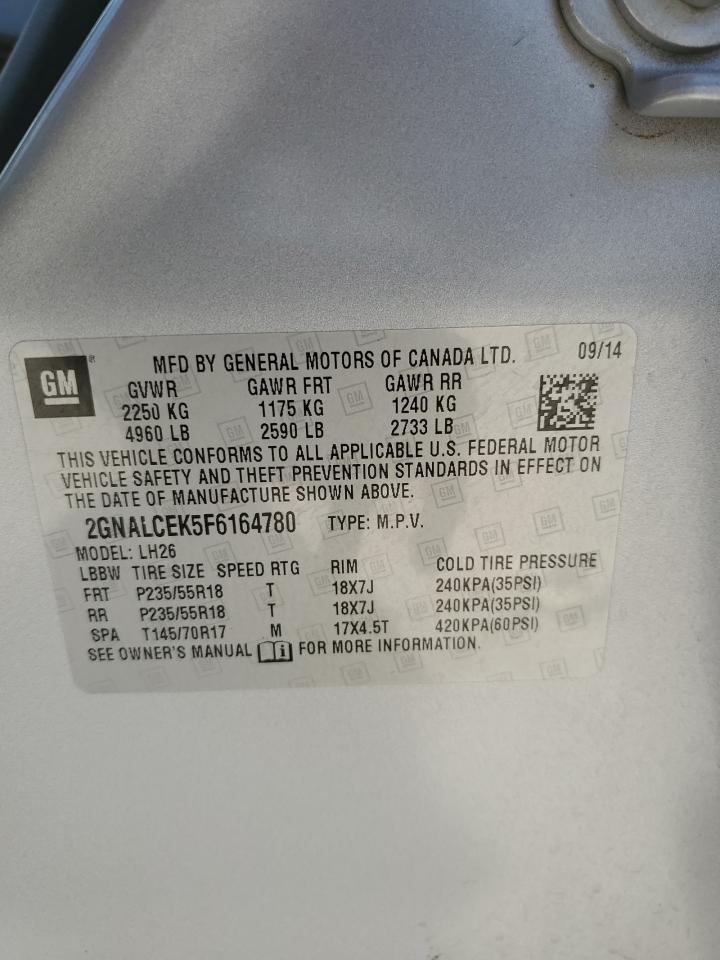 GM ® MFD BY GENERAL MOTORS OF CANADA LTD. 09/14
GVWR GAWR FRT GAWR RR
2250 KG 1175 KG 1240 KG
4960 LB 2590 LB 2733 LB
THIS VEHICLE CONFORMS TO ALL APPLICABLE U.S. FEDERAL MOTOR
VEHICLE SAFETY AND THEFT PREVENTION STANDARDS IN EFFECT ON
THE DATE OF MANUFACTURE SHOWN ABOVE.
2GNALCEK5F6164780 TYPE: M.P.V.
MODEL: LH26
LBBW TIRE SIZE SPEED RTG RIM COLD TIRE PRESSURE
FRT P235/55R18 T 18X7J 240KPA(35PSI)
RR P235/55R18 T 18X7J 240KPA(35PSI)
SPA T145/70R17 M 17X4.5T 420KPA(60PSI)
SEE OWNER'S MANUAL i FOR MORE INFORMATION.